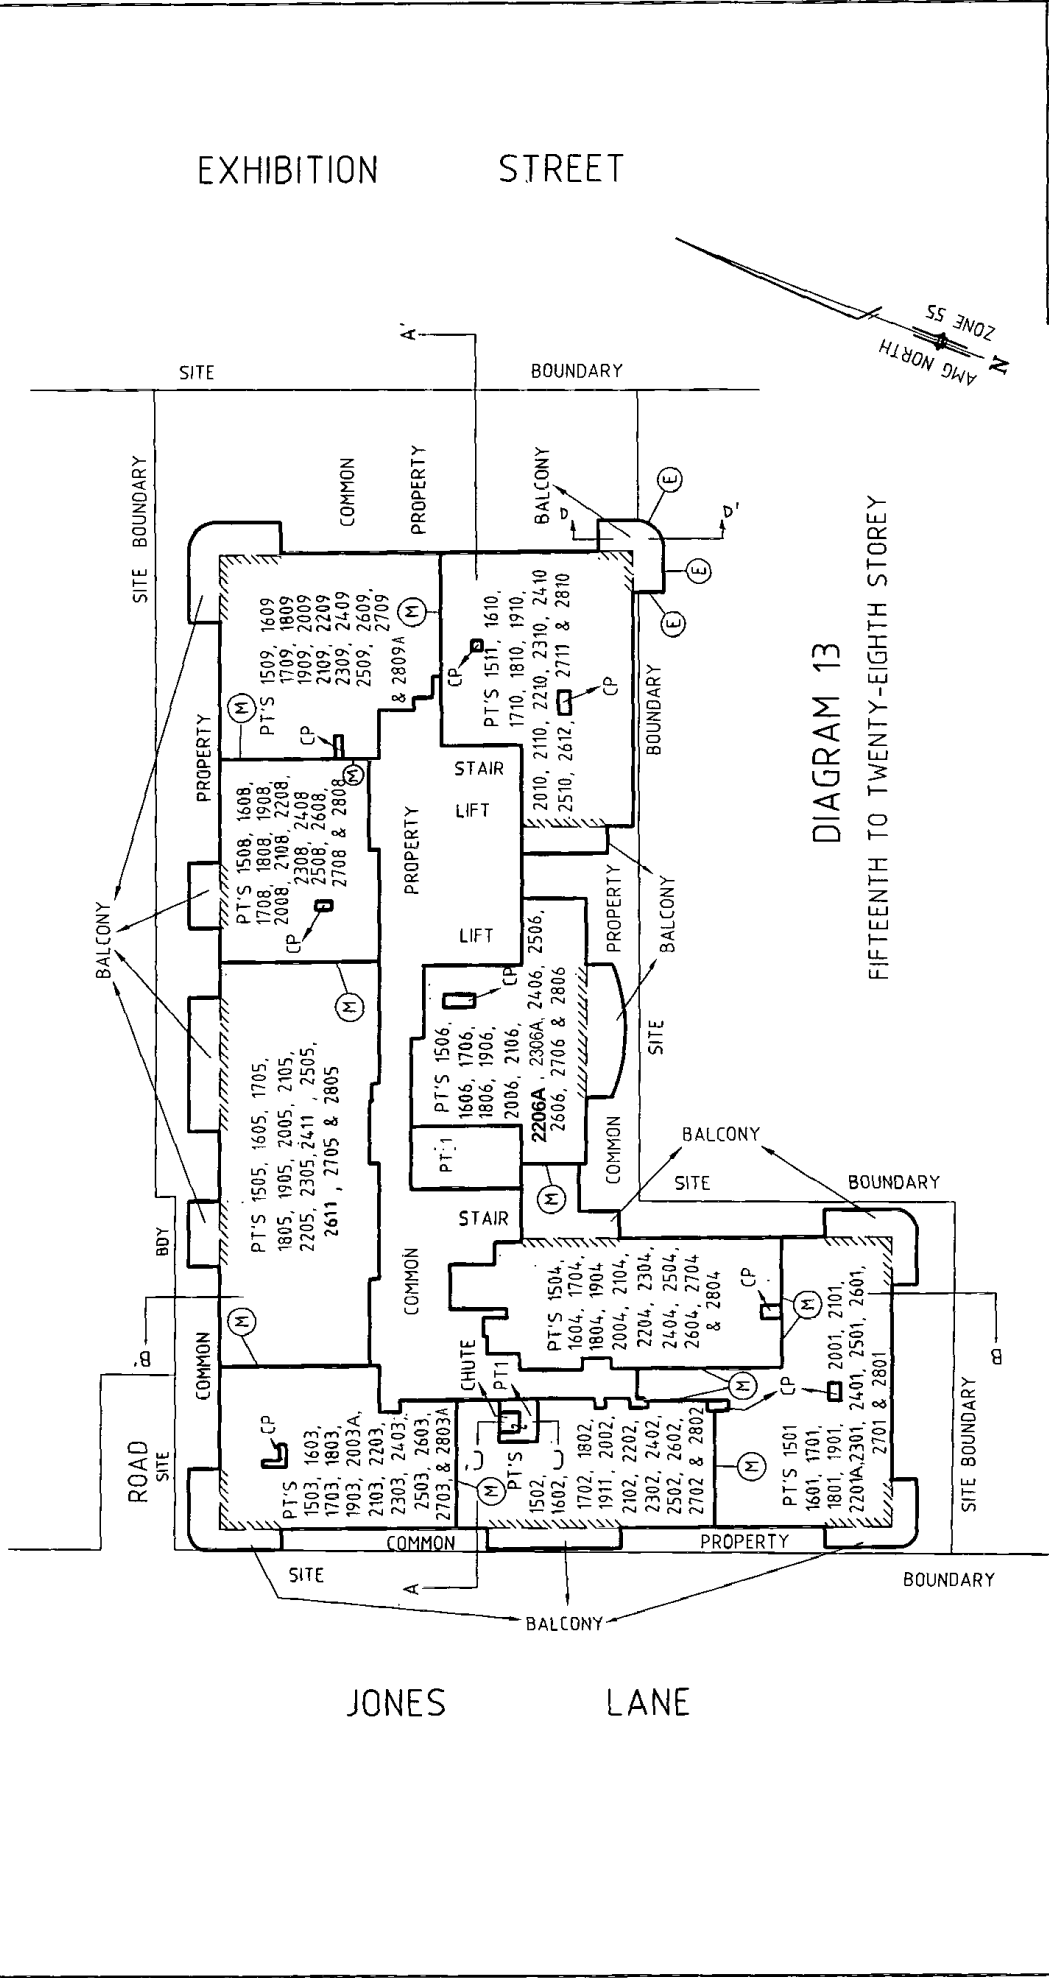 EXHIBITION STREET
AMG NORTH
ZONE 55
N
SITE BOUNDARY
A'
SITE BOUNDARY
COMMON PROPERTY
BALCONY
D
D'
E
E
E
PT'S 1509, 1609
1709, 1809
1909, 2009
2109, 2209
2309, 2409
2509, 2609,
2709
& 2809A
M
M
CP
M
CP
PT'S 1511, 1610,
1710, 1810, 1910,
2010, 2110, 2210, 2310, 2410
2510, 2612, 2711 & 2810
CP
BOUNDARY
PROPERTY
PT'S 1508, 1608,
1708, 1808, 1908,
2008, 2108, 2208,
2308, 2408
2508, 2608,
2708 & 2808
CP
STAIR
LIFT
PROPERTY
LIFT
BALCONY
BALCONY
PROPERTY
SITE
COMMON
M
PT'S 1505, 1605, 1705,
1805, 1905, 2005, 2105,
2205, 2305, 2411, 2505,
2611, 2705 & 2805
CP
PT'S 1506,
1606, 1706,
1806, 1906,
2006, 2106,
2206A, 2306A, 2406, 2506,
2606, 2706 & 2806
PT.1
M
STAIR
COMMON
BDY
B'
M
COMMON
BALCONY
SITE BOUNDARY
PT'S 1504,
1604, 1704,
1804, 1904
2004, 2104,
2204, 2304,
2404, 2504,
2604, 2704
& 2804
CP
M
CHUTE
PT1
M
CP
B
ROAD
SITE
CP
PT'S
1503, 1603,
1703, 1803,
1903, 2003A,
2103, 2203,
2303, 2403,
2503, 2603,
2703, & 2803A
M
C
C'
PT'S
1502,
1602,
1702, 1802,
1911, 2002,
2102, 2202,
2302, 2402,
2502, 2602,
2702 & 2802
M
PT'S 1501
1601, 1701,
1801, 1901, 2001, 2101,
2201A, 2301, 2401, 2501, 2601,
2701 & 2801
SITE BOUNDARY
COMMON PROPERTY
SITE BOUNDARY
A
BALCONY
JONES LANE
DIAGRAM 13
FIFTEENTH TO TWENTY-EIGHTH STOREY